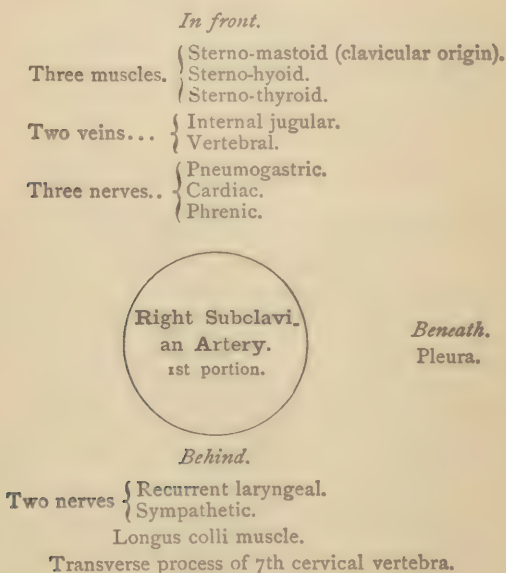 In front.
Three muscles. { Sterno-mastoid (clavicular origin).
Sterno-hyoid.
Sterno-thyroid.
Two veins... { Internal jugular.
Vertebral.
Three nerves.. { Pneumogastric.
Cardiac.
Phrenic.
Right Subclavi-
an Artery.
1st portion.
Beneath.
Pleura.
Behind.
Two nerves { Recurrent laryngeal.
Sympathetic.
Longus colli muscle.
Transverse process of 7th cervical vertebra.